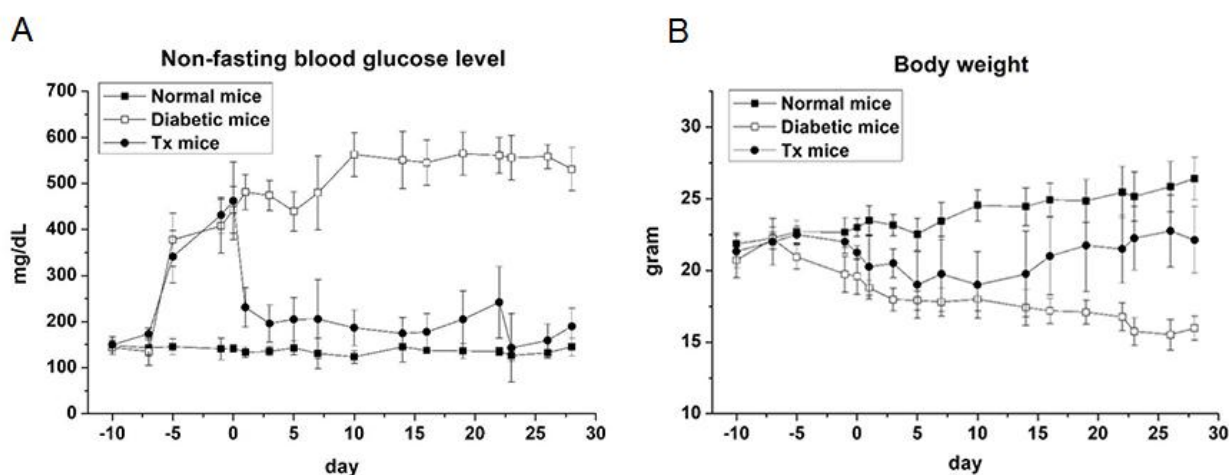 A
Non-fasting blood glucose level
Normal mice
Diabetic mice
Tx mice
mg/dL
700
600
500
400
300
200
100
0
-10 -5 0 5 10 15 20 25 30
day
B
Body weight
Normal mice
Diabetic mice
Tx mice
gram
30
25
20
15
10
-10 -5 0 5 10 15 20 25 30
day